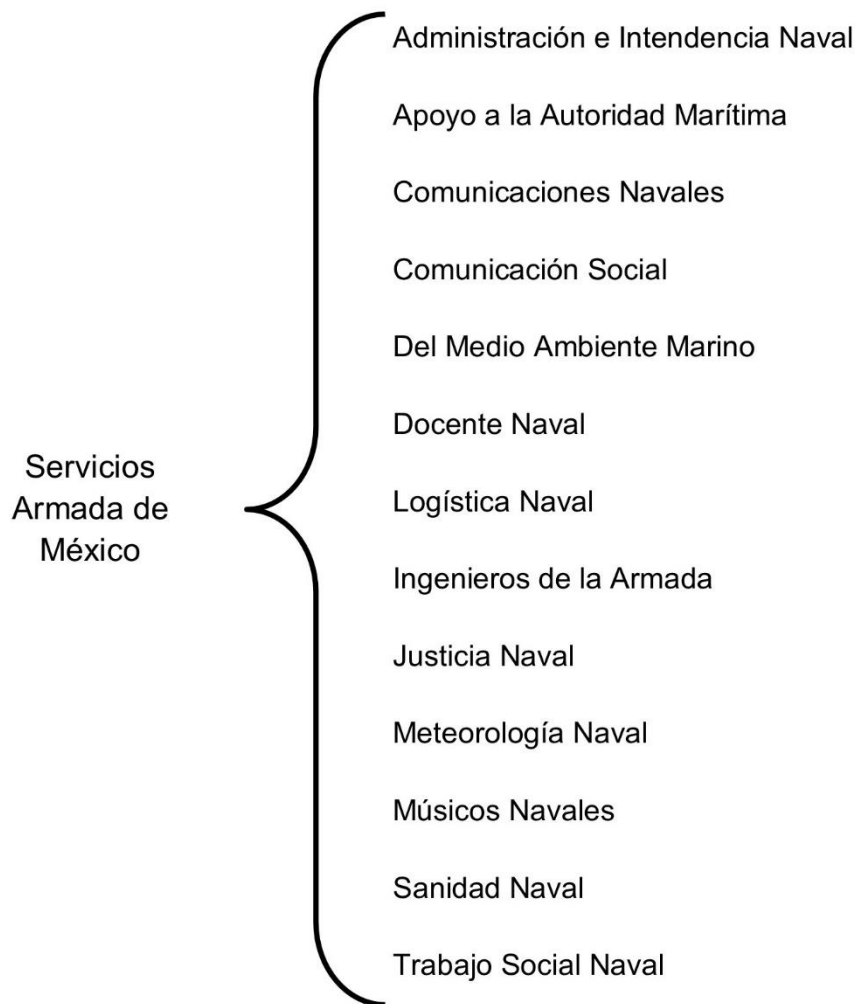 Administración e Intendencia Naval
Apoyo a la Autoridad Marítima
Comunicaciones Navales
Comunicación Social
Del Medio Ambiente Marino
Docente Naval
Servicios
Armada de
México
Logística Naval
Ingenieros de la Armada
Justicia Naval
Meteorología Naval
Músicos Navales
Sanidad Naval
Trabajo Social Naval